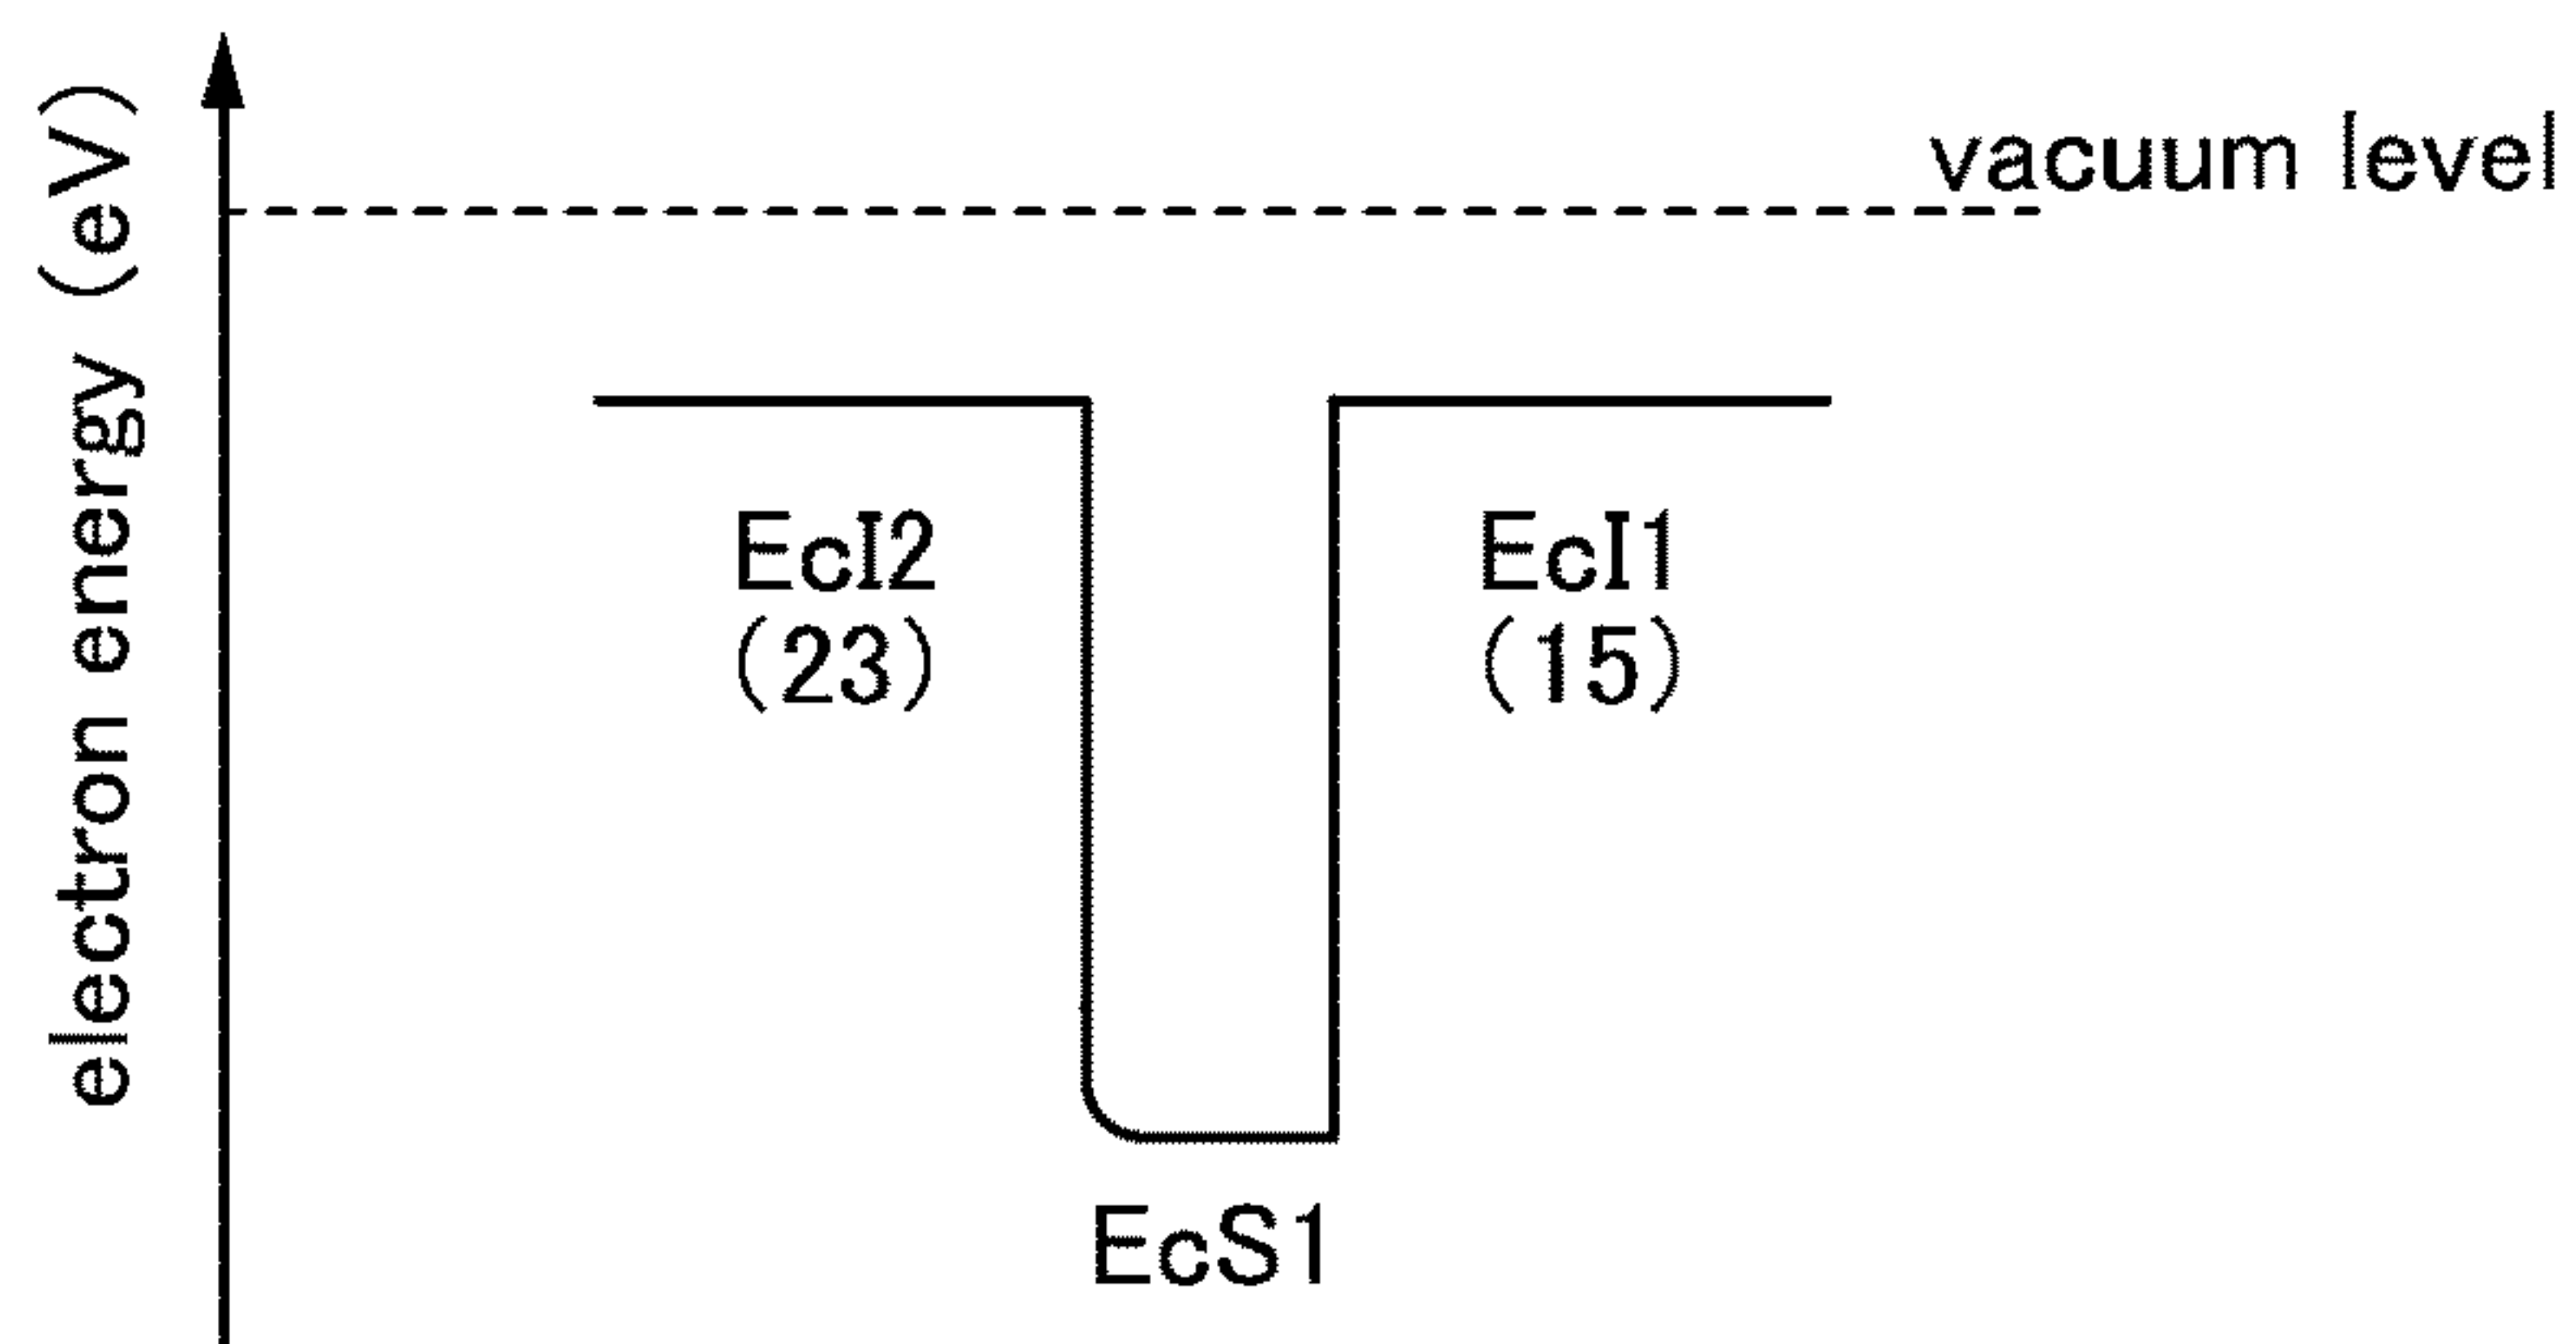 electron energy (eV)
vacuum level
EcI2
(23)
EcI1
(15)
EcS1